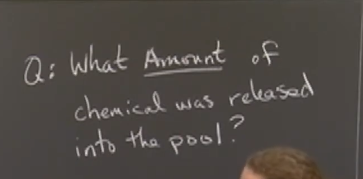 Q: What Amount of
chemical was released
into the pool?